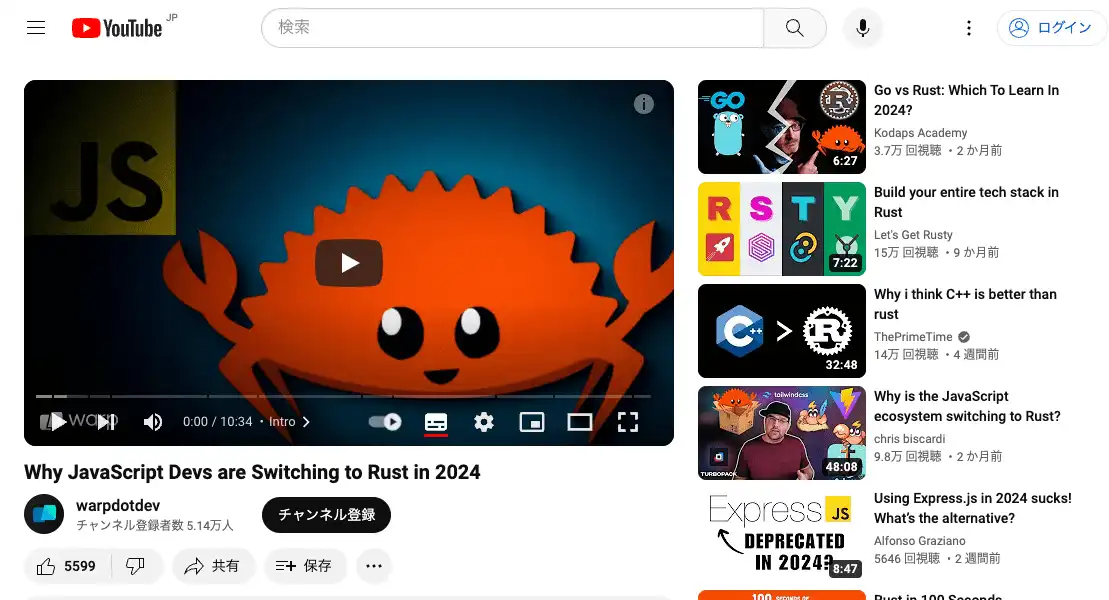 YouTube JP
検索
ログイン
JS
warp
0:00 / 10:34 • Intro
Why JavaScript Devs are Switching to Rust in 2024
warpdotdev
チャンネル登録者数 5.14万人
チャンネル登録
5599
共有
保存
GO
R
6:27
Go vs Rust: Which To Learn In
2024?
Kodaps Academy
3.7万 回視聴 ・2 か月前
R S T Y
7:22
Build your entire tech stack in
Rust
Let's Get Rusty
15万 回視聴 ・9 か月前
C++ > R
32:48
Why i think C++ is better than
rust
ThePrimeTime
14万 回視聴 ・4 週間前
tailwindcss
TURBOPACK
48:08
Why is the JavaScript
ecosystem switching to Rust?
chris biscardi
9.8万 回視聴 ・2 か月前
Express JS
DEPRECATED
IN 2024?
8:47
Using Express.js in 2024 sucks!
What's the alternative?
Alfonso Graziano
5646 回視聴 ・2 週間前
100 SECONDS OF
Rust in 100 Seconds